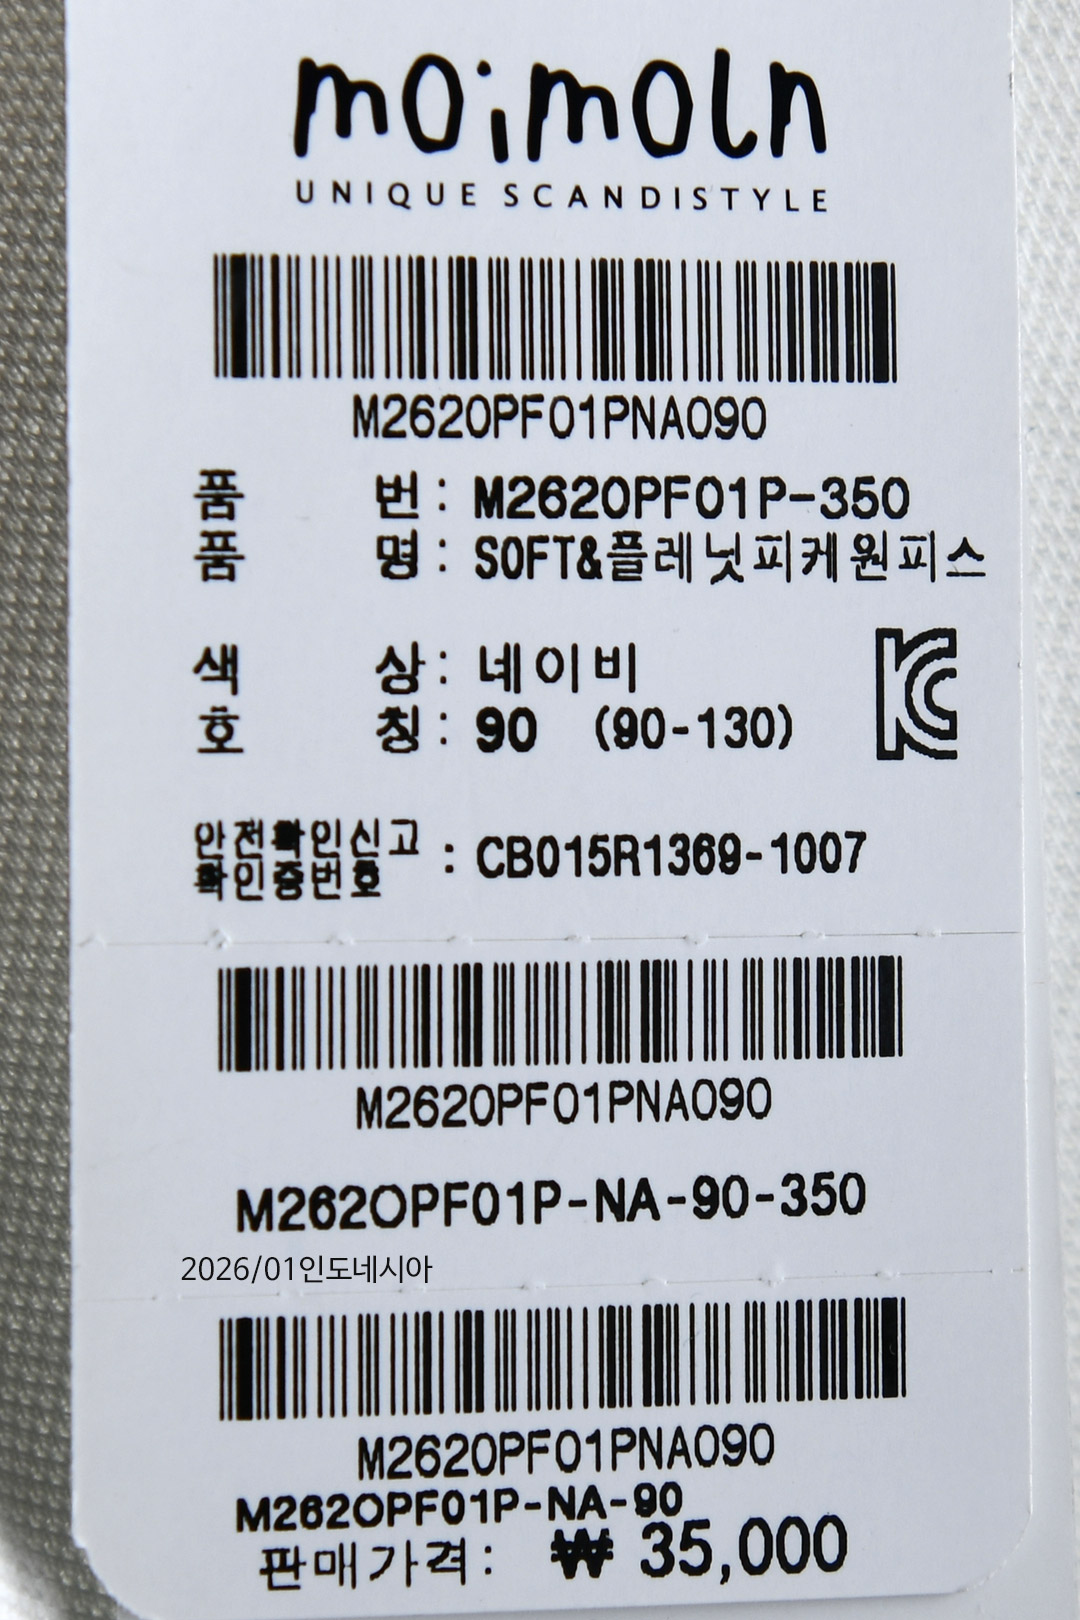 moimoln
UNIQUE SCANDISTYLE
M2620PF01PNA090
품 번 : M2620PF01P-350
품 명 : SOFT&플레닛피케원피스
색 상 : 네이비
호 칭 : 90 (90-130)
안전확인신고
확인증번호 : CB015R1369-1007
M2620PF01PNA090
M2620PF01P-NA-90-350
2026/01인도네시아
M2620PF01PNA090
M2620PF01P-NA-90
판매가격 : ₩ 35,000